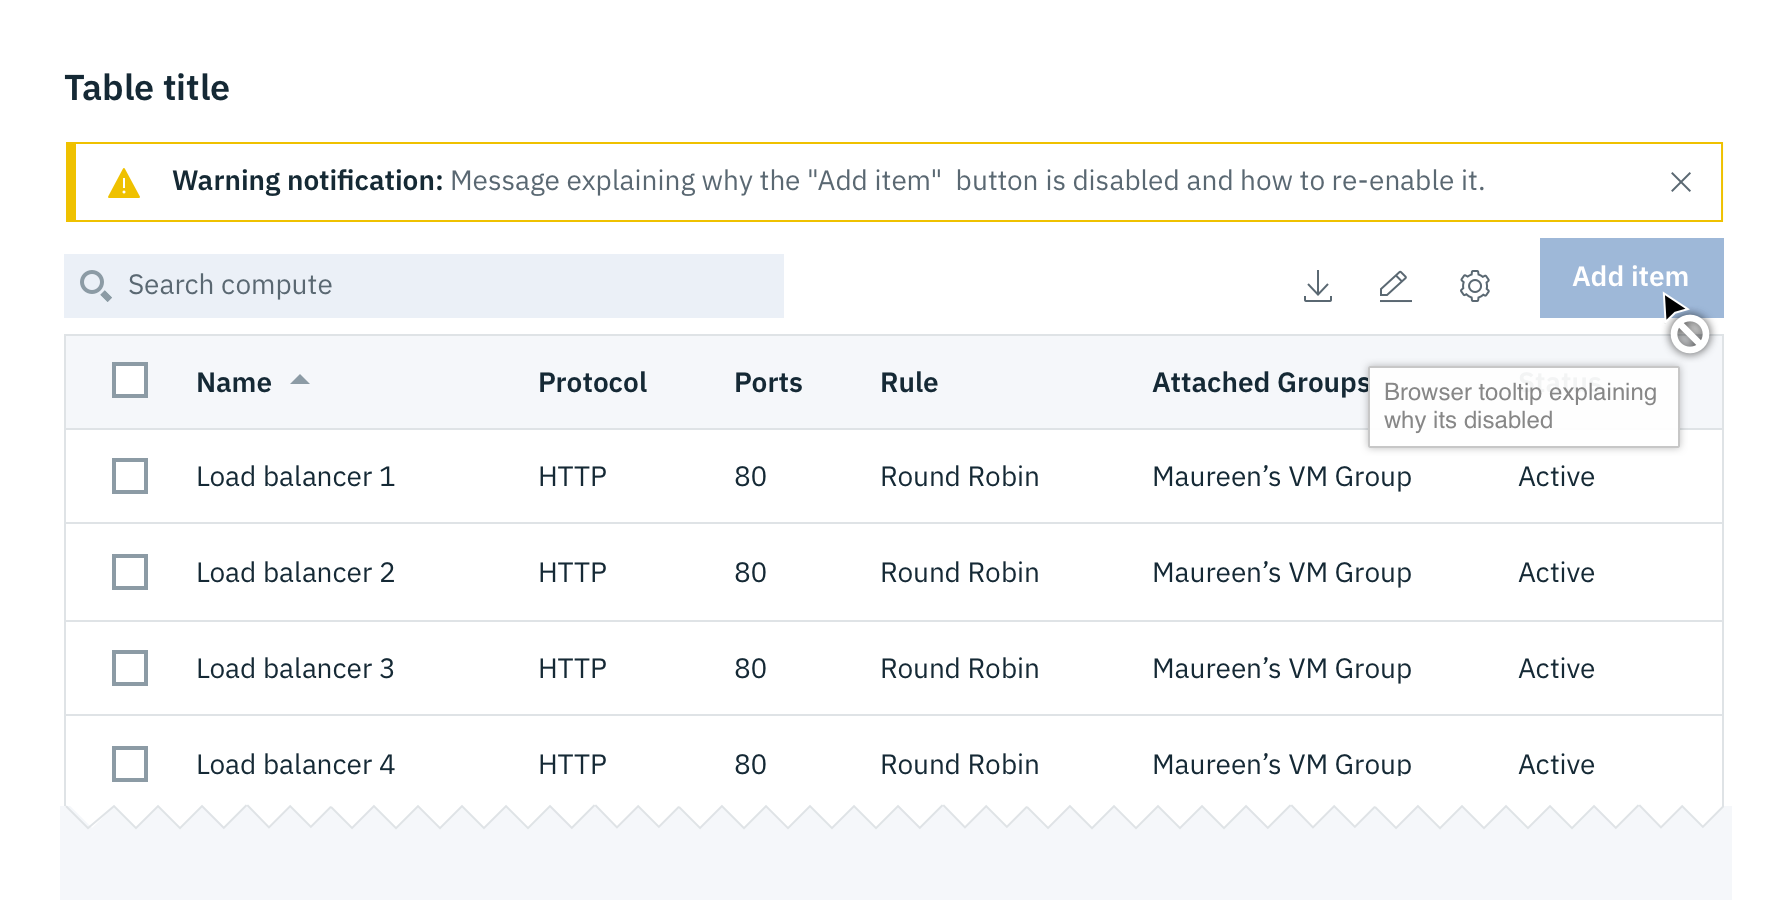 Table title
Warning notification: Message explaining why the "Add item"  button is disabled and how to re-enable it.
Search compute
Add item
Name Protocol Ports Rule Attached Groups Status
Browser tooltip explaining
why its disabled
Load balancer 1 HTTP 80 Round Robin Maureen’s VM Group Active
Load balancer 2 HTTP 80 Round Robin Maureen’s VM Group Active
Load balancer 3 HTTP 80 Round Robin Maureen’s VM Group Active
Load balancer 4 HTTP 80 Round Robin Maureen’s VM Group Active